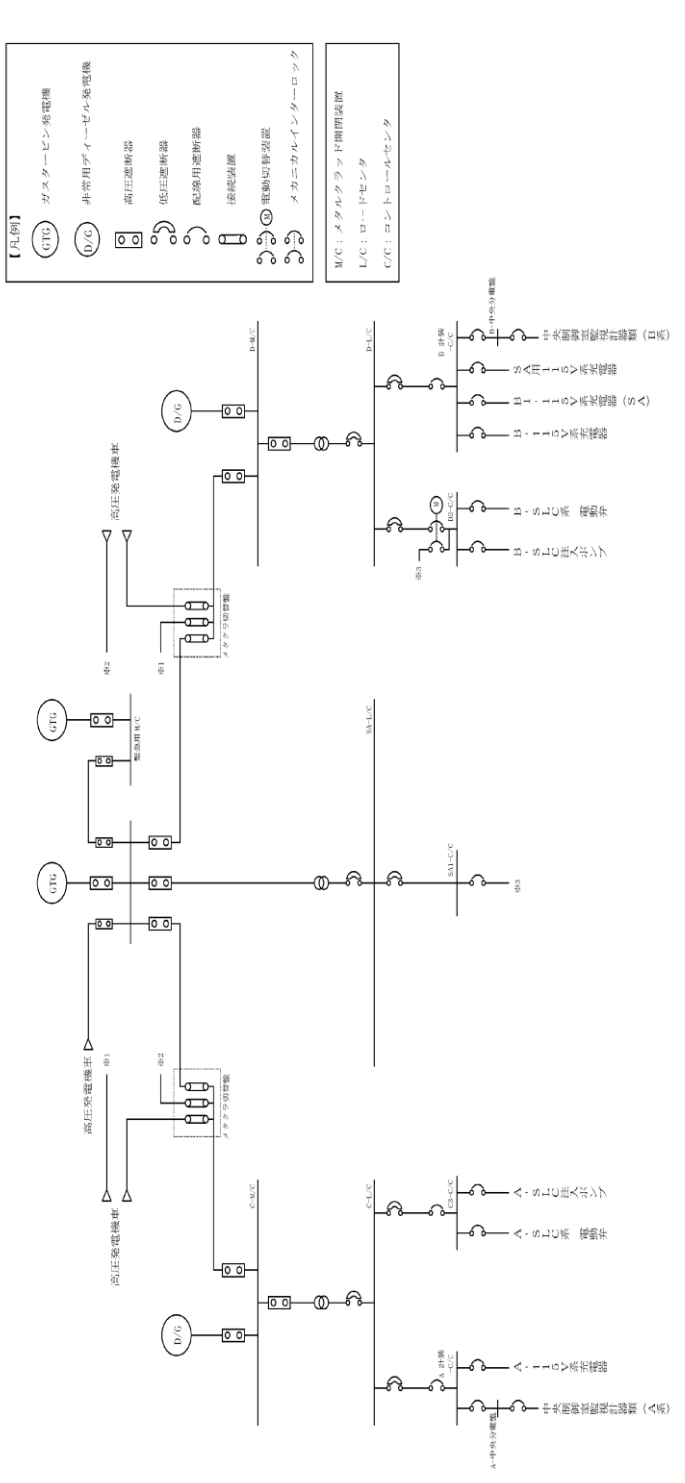 【凡例】
GTG
ガスタービン発電機
D/G
非常用ディーゼル発電機
高圧遮断器
低圧遮断器
配線用遮断器
接続装置
M
電動切替装置
メカニカルインターロック
M/C：メタルクラッド開閉装置
L/C：ロードセンタ
C/C：コントロールセンタ
高圧発電機車
※1
高圧発電機車
GTG
GTG
緊急用M/C
※2
高圧発電機車
D/G
※2
メタクラ切替盤
※1
メタクラ切替盤
D/G
C-M/C
D-M/C
C-L/C
SA-L/C
D-L/C
A 計装
-C/C
C3-C/C
SA1-C/C
※3
M
D3-C/C
B 計装
-C/C
A-中央分電盤
中央制御室監視計器類（A系）
A-115V系充電器
A-SLC系 電動弁
A-SLC注入ポンプ
※3
B-SLC注入ポンプ
B-SLC系 電動弁
B-115V系充電器
B1-115V系充電器（SA）
SA用115V系充電器
B-中央分電盤
中央制御室監視計器類（B系）